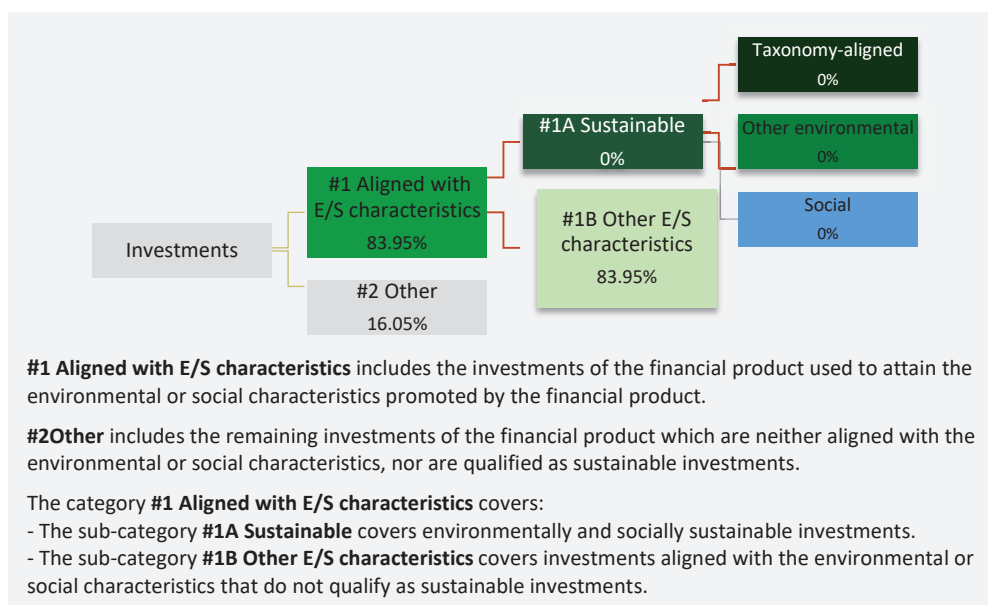 Taxonomy-aligned
0%
#1A Sustainable
0%
Other environmental
0%
#1 Aligned with
E/S characteristics
83.95%
#1B Other E/S
characteristics
83.95%
Social
0%
Investments
#2 Other
16.05%
#1 Aligned with E/S characteristics includes the investments of the financial product used to attain the
environmental or social characteristics promoted by the financial product.
#2Other includes the remaining investments of the financial product which are neither aligned with the
environmental or social characteristics, nor are qualified as sustainable investments.
The category #1 Aligned with E/S characteristics covers:
- The sub-category #1A Sustainable covers environmentally and socially sustainable investments.
- The sub-category #1B Other E/S characteristics covers investments aligned with the environmental or
social characteristics that do not qualify as sustainable investments.